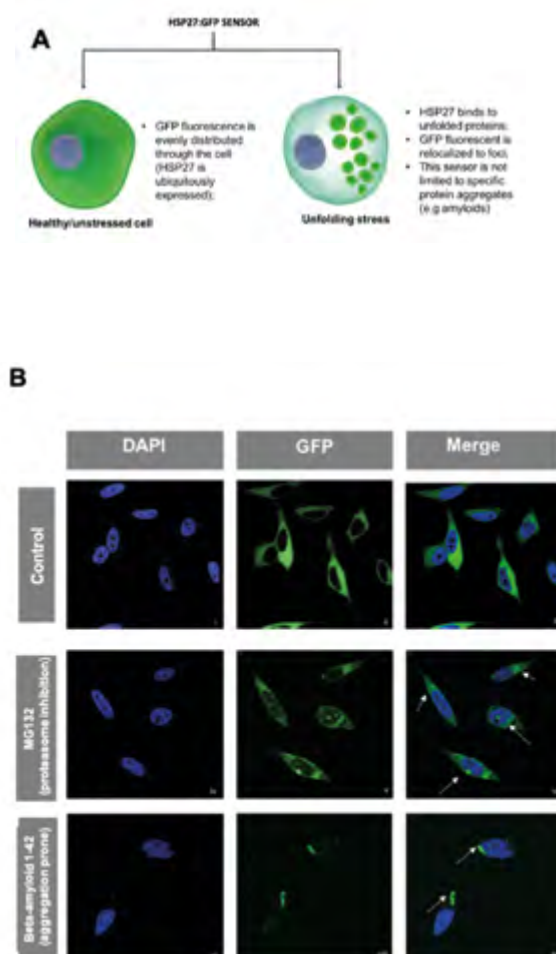 HSP27:GFP SENSOR
A
• GFP fluorescence is
evenly distributed
through the cell
(HSP27 is
ubiquitously
expressed);
Healthy/unstressed cell
• HSP27 binds to
unfolded proteins;
• GFP fluorescent is
relocalized to foci;
• This sensor is not
limited to specific
protein aggregates
(e.g amyloids)
Unfolding stress
B
DAPI
GFP
Merge
Control
MG132
(proteasome inhibition)
Beta-amyloid 1-42
(aggregation prone)